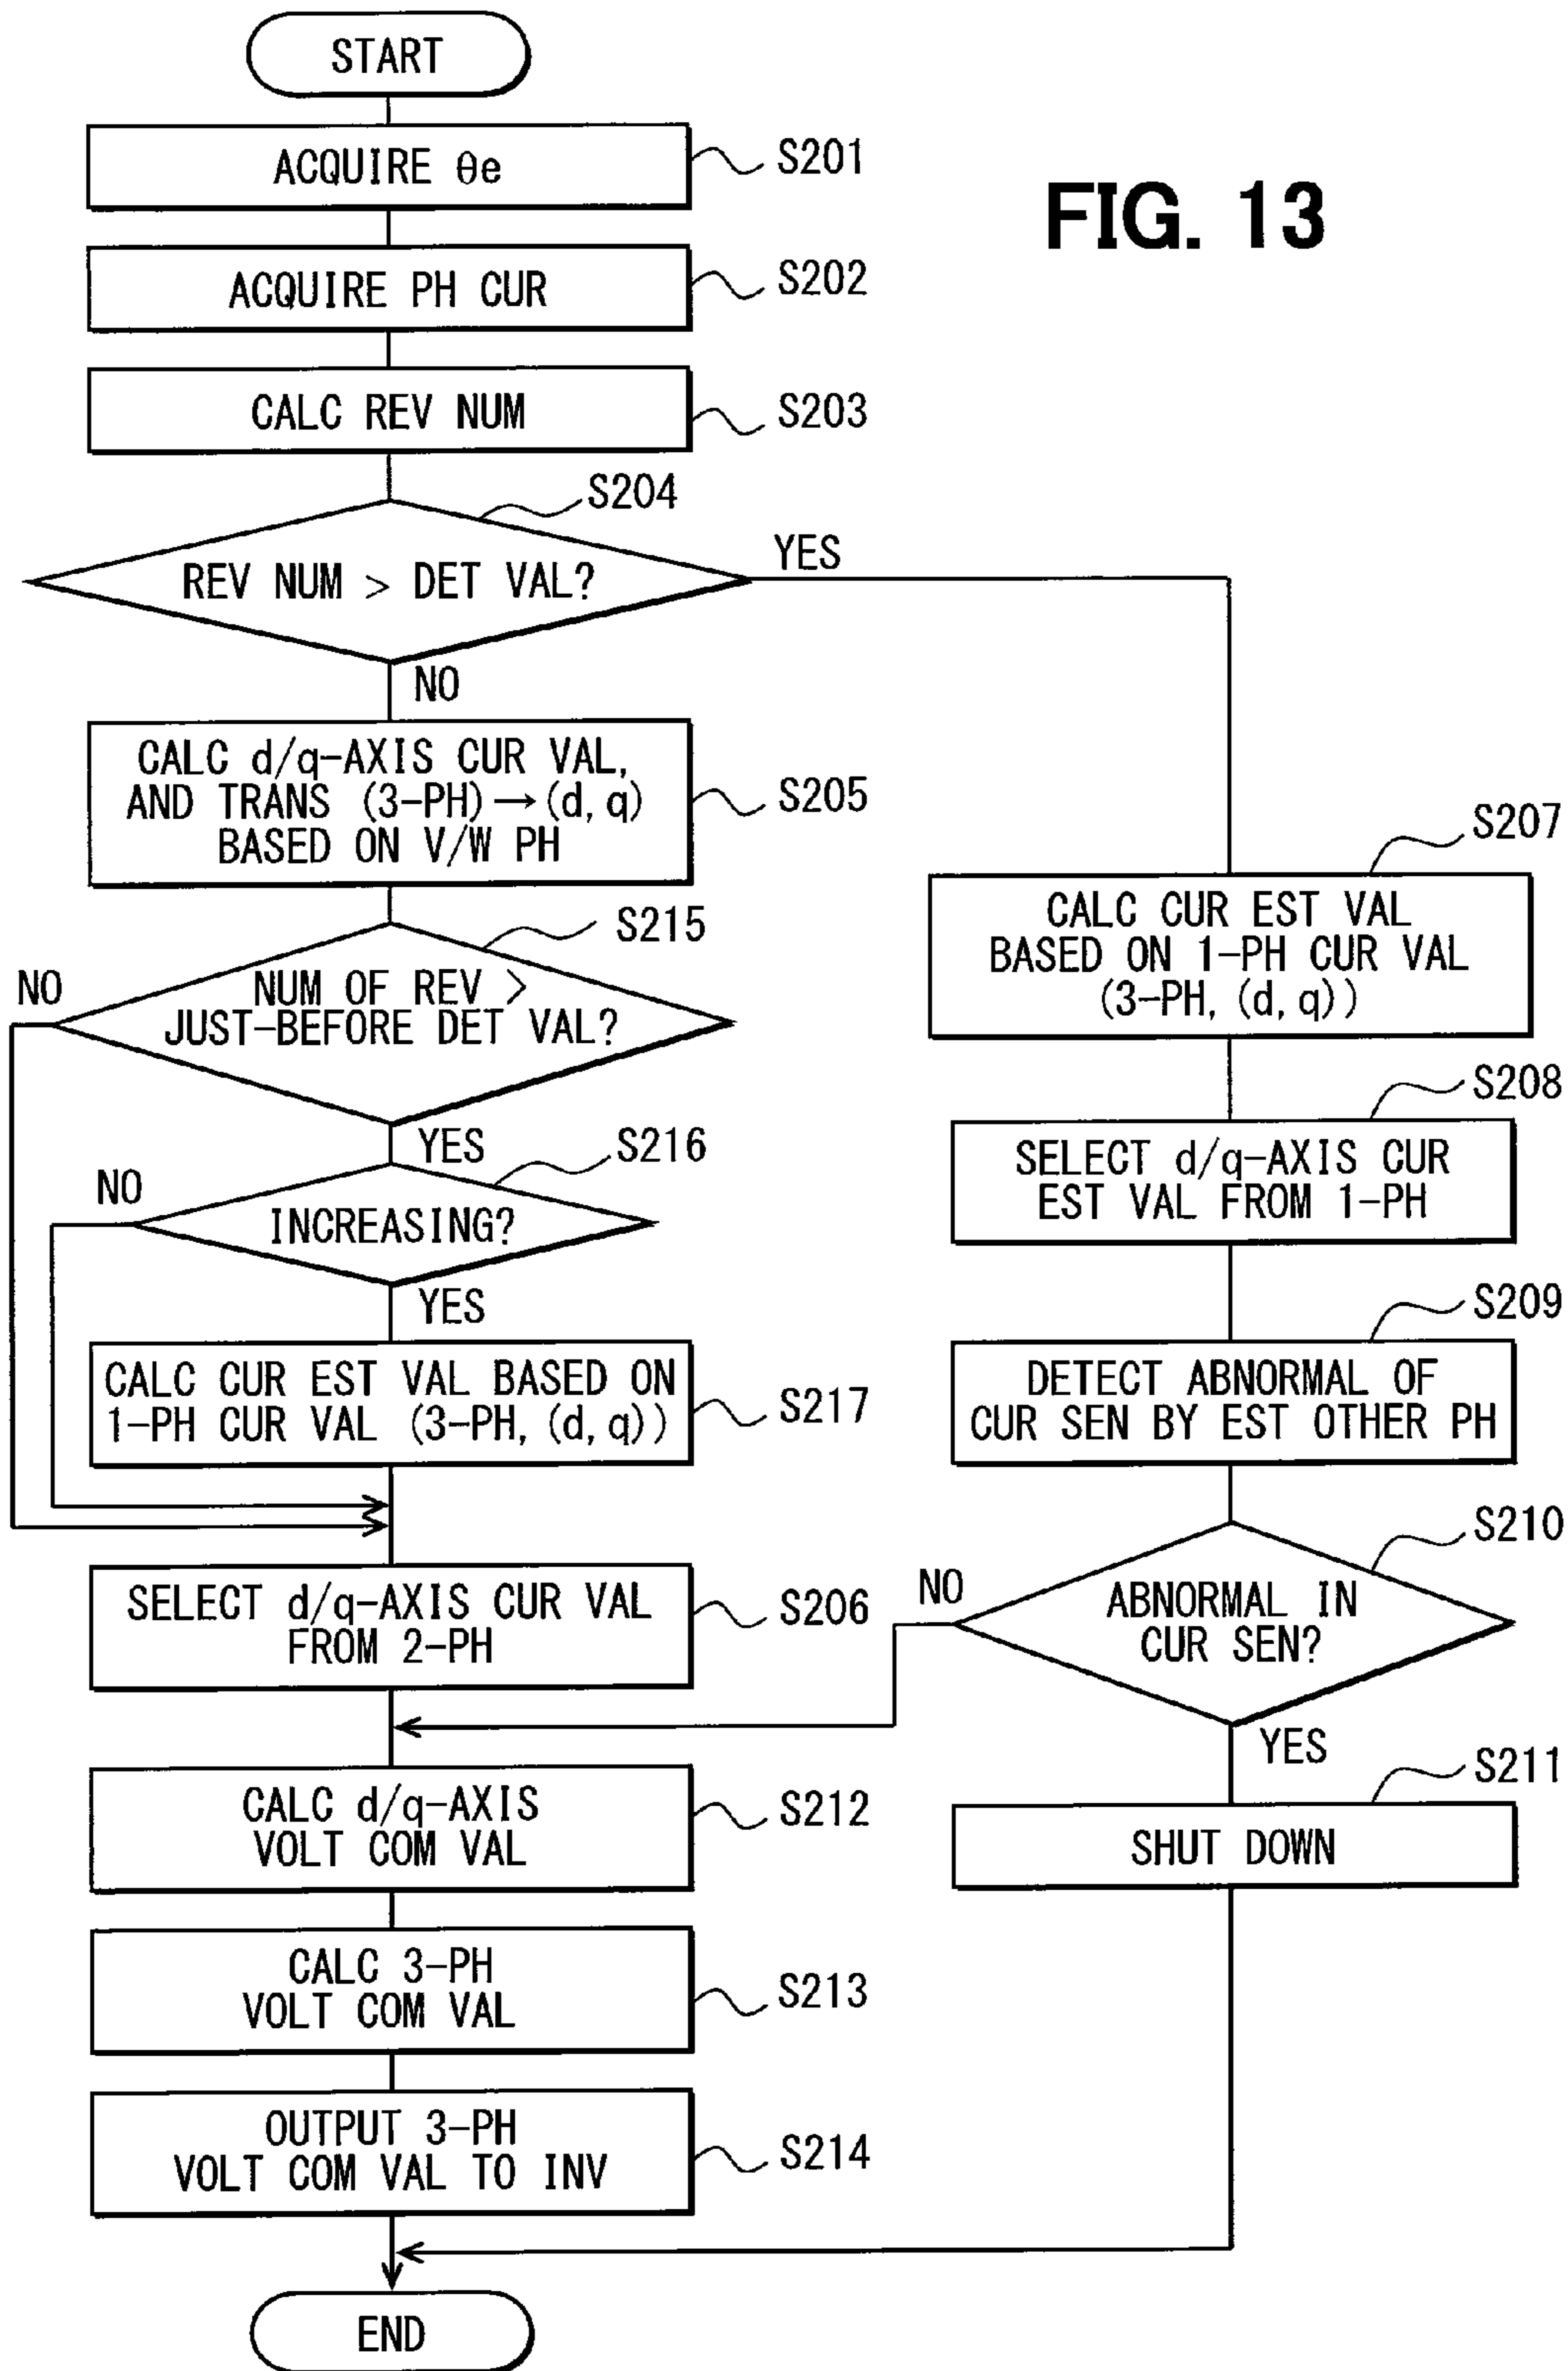 START
ACQUIRE θe
S201
FIG. 13
ACQUIRE PH CUR
S202
CALC REV NUM
S203
S204
REV NUM > DET VAL?
YES
NO
CALC d/q-AXIS CUR VAL,
AND TRANS (3-PH)→(d, q)
BASED ON V/W PH
S205
S215
NUM OF REV >
JUST-BEFORE DET VAL?
NO
YES
S216
INCREASING?
NO
YES
CALC CUR EST VAL BASED ON
1-PH CUR VAL (3-PH, (d, q))
S217
SELECT d/q-AXIS CUR VAL
FROM 2-PH
S206
S207
CALC CUR EST VAL
BASED ON 1-PH CUR VAL
(3-PH, (d, q))
S208
SELECT d/q-AXIS CUR
EST VAL FROM 1-PH
S209
DETECT ABNORMAL OF
CUR SEN BY EST OTHER PH
S210
ABNORMAL IN
CUR SEN?
NO
YES
S211
SHUT DOWN
CALC d/q-AXIS
VOLT COM VAL
S212
CALC 3-PH
VOLT COM VAL
S213
OUTPUT 3-PH
VOLT COM VAL TO INV
S214
END